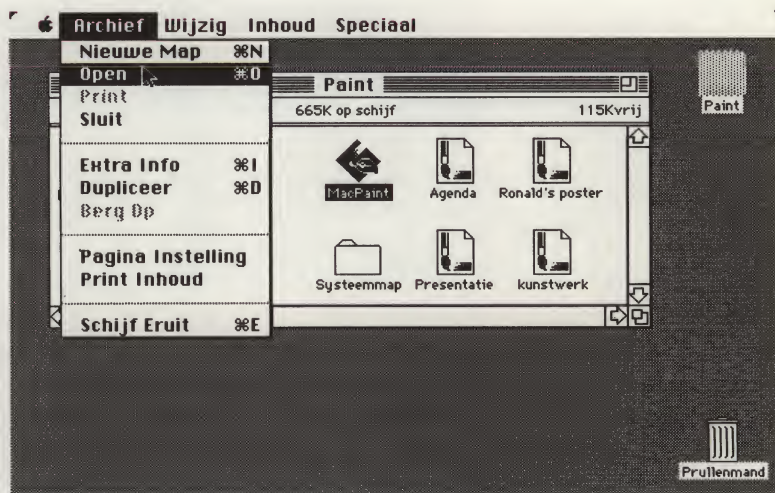 Archief Wijzig Inhoud Speciaal
Nieuwe Map ⌘N
Open ⌘O
Print
Sluit
Extra Info ⌘I
Dupliceer ⌘D
Berg Op
Pagina Instelling
Print Inhoud
Schijf Eruit ⌘E
Paint
665K op schijf 115K vrij
MacPaint Agenda Ronald's poster
Systeemmap Presentatie kunstwerk
Paint
Prullenmand